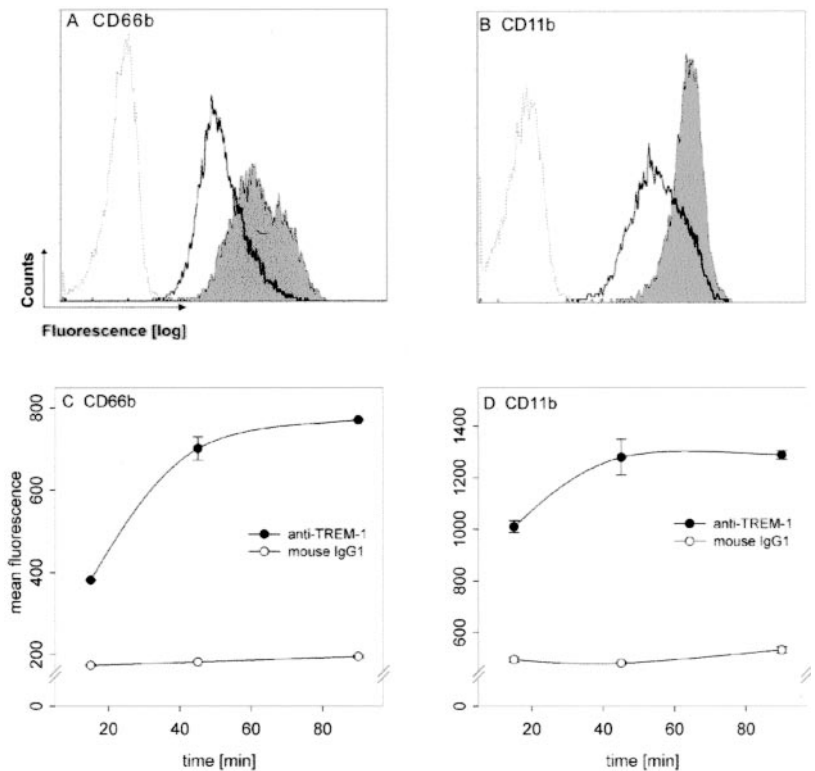 A CD66b
B CD11b
Counts
Fluorescence [log]
C CD66b
800
600
400
200
0
mean fluorescence
anti-TREM-1
mouse IgG1
20
40
60
80
time [min]
D CD11b
1400
1200
1000
800
600
0
anti-TREM-1
mouse IgG1
20
40
60
80
time [min]